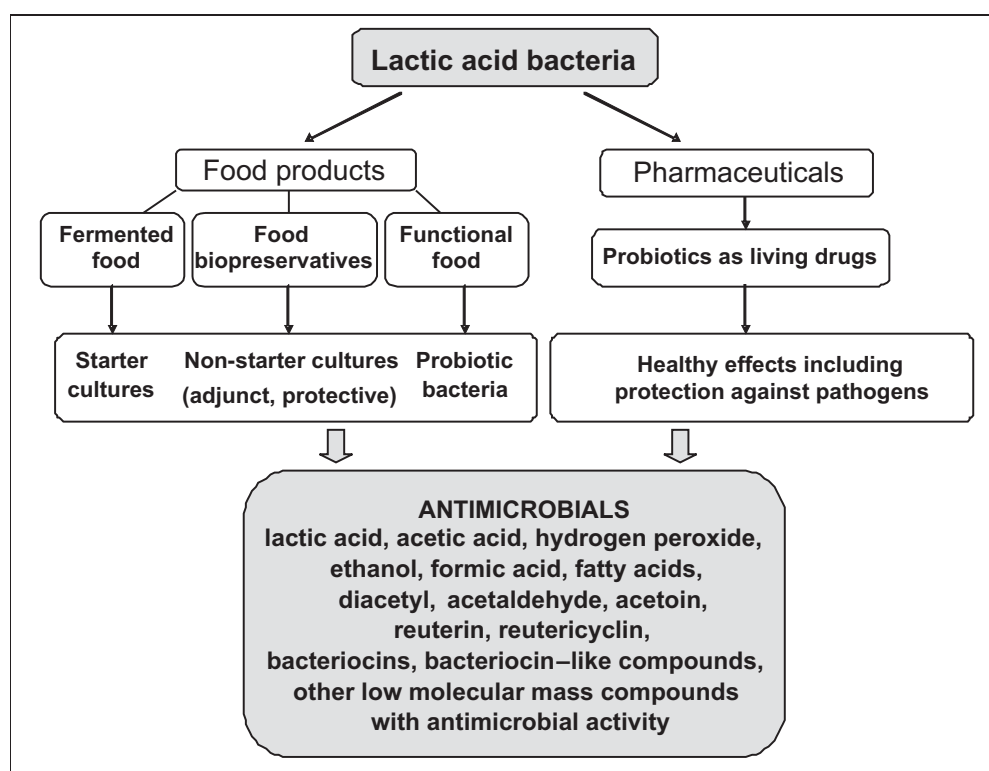 Lactic acid bacteria
Food products
Pharmaceuticals
Fermented
food
Food
biopreservatives
Functional
food
Probiotics as living drugs
Starter
cultures
Non-starter cultures
(adjunct, protective)
Probiotic
bacteria
Healthy effects including
protection against pathogens
ANTIMICROBIALS
lactic acid, acetic acid, hydrogen peroxide,
ethanol, formic acid, fatty acids,
diacetyl, acetaldehyde, acetoin,
reuterin, reutericyclin,
bacteriocins, bacteriocin–like compounds,
other low molecular mass compounds
with antimicrobial activity